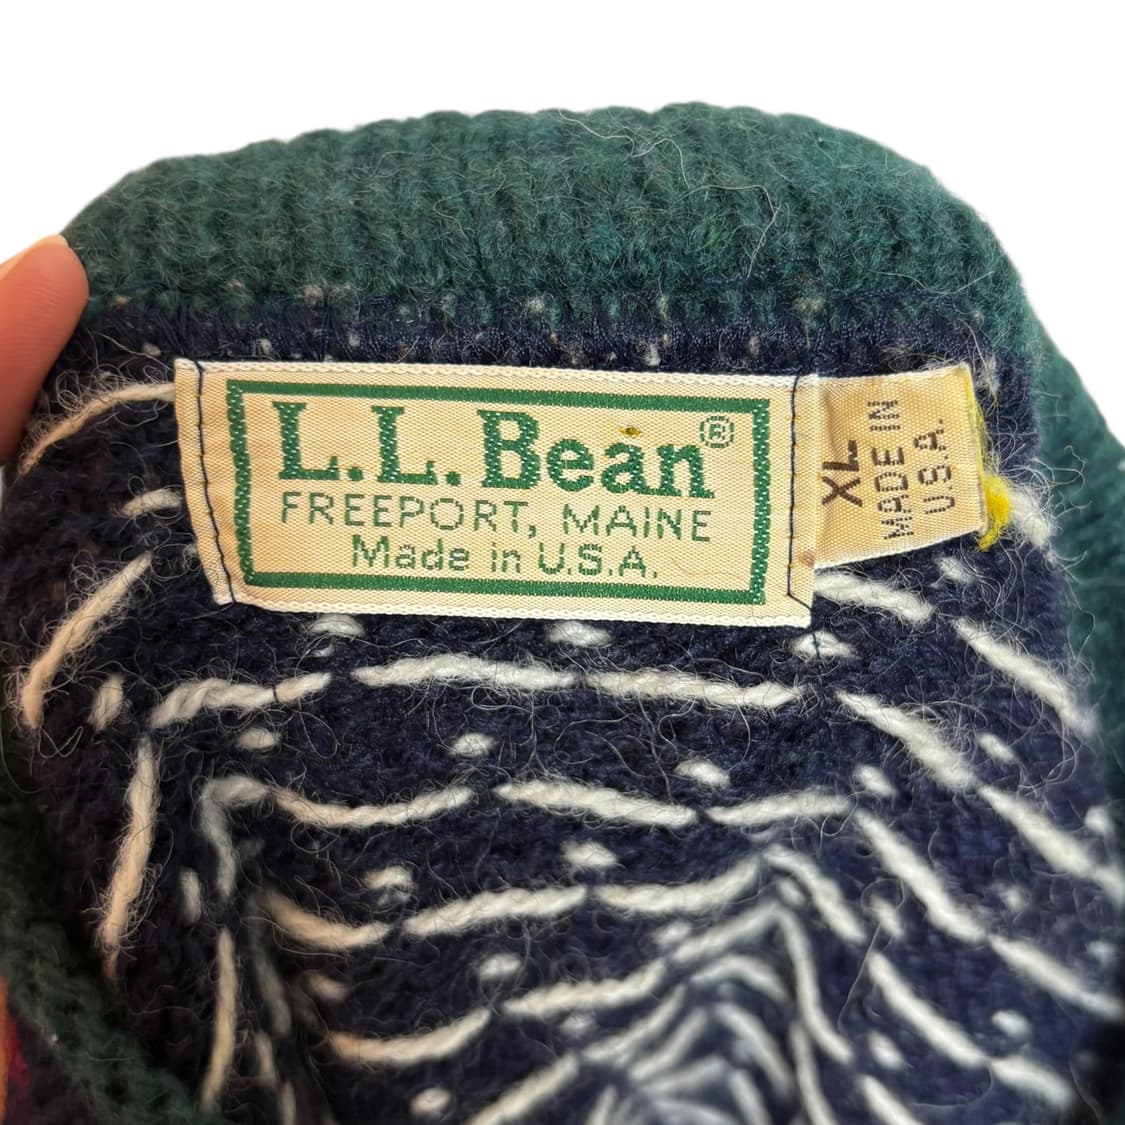 L.L.Bean®
FREEPORT, MAINE
Made in U.S.A.
XL
MADE IN
U.S.A.